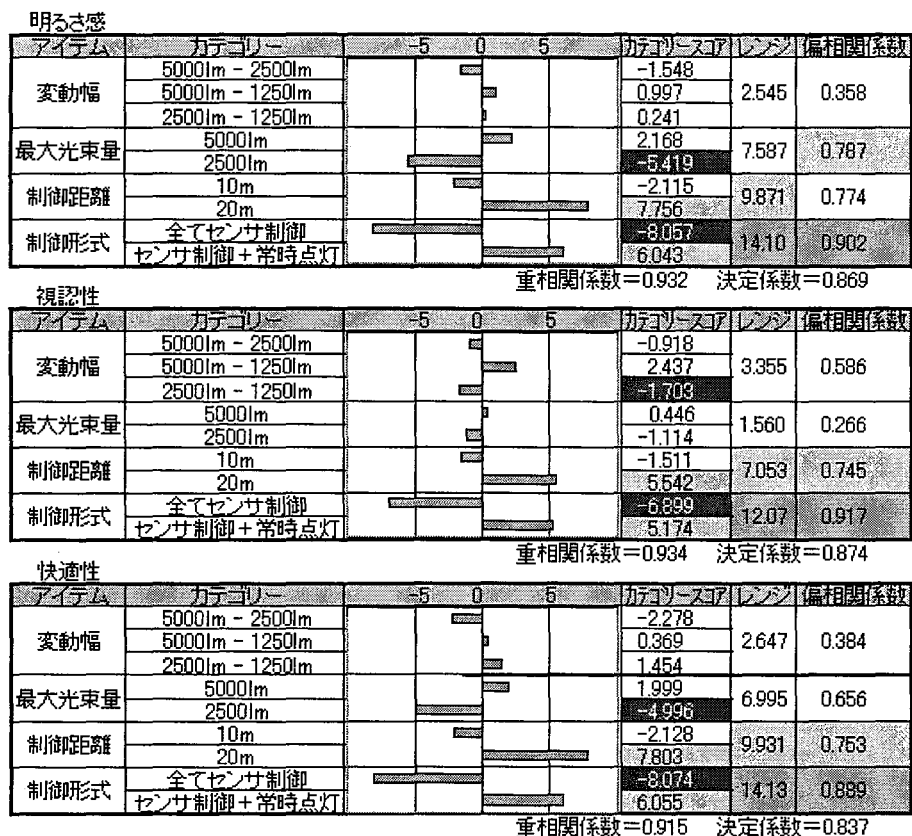 明るさ感
アイテム カテゴリー -5 0 5 カテゴリースコア レンジ 偏相関係数
変動幅 5000lm - 2500lm -1.548 2.545 0.358
5000lm - 1250lm 0.997
2500lm - 1250lm 0.241
最大光束量 5000lm 2.168 7.587 0.787
2500lm -5.419
制御距離 10m -2.115 9.871 0.774
20m 7.756
制御形式 全てセンサ制御 -8.057 14.10 0.902
センサ制御+常時点灯 6.043
重相関係数=0.932 決定係数=0.869
視認性
アイテム カテゴリー -5 0 5 カテゴリースコア レンジ 偏相関係数
変動幅 5000lm - 2500lm -0.918 3.355 0.586
5000lm - 1250lm 2.437
2500lm - 1250lm -1.703
最大光束量 5000lm 0.446 1.560 0.266
2500lm -1.114
制御距離 10m -1.511 7.053 0.745
20m 5.542
制御形式 全てセンサ制御 -6.899 12.07 0.917
センサ制御+常時点灯 5.174
重相関係数=0.934 決定係数=0.874
快適性
アイテム カテゴリー -5 0 5 カテゴリースコア レンジ 偏相関係数
変動幅 5000lm - 2500lm -2.278 2.647 0.384
5000lm - 1250lm 0.369
2500lm - 1250lm 1.454
最大光束量 5000lm 1.999 6.995 0.656
2500lm -4.996
制御距離 10m -2.128 9.931 0.753
20m 7.803
制御形式 全てセンサ制御 -8.074 14.13 0.889
センサ制御+常時点灯 6.055
重相関係数=0.915 決定係数=0.837